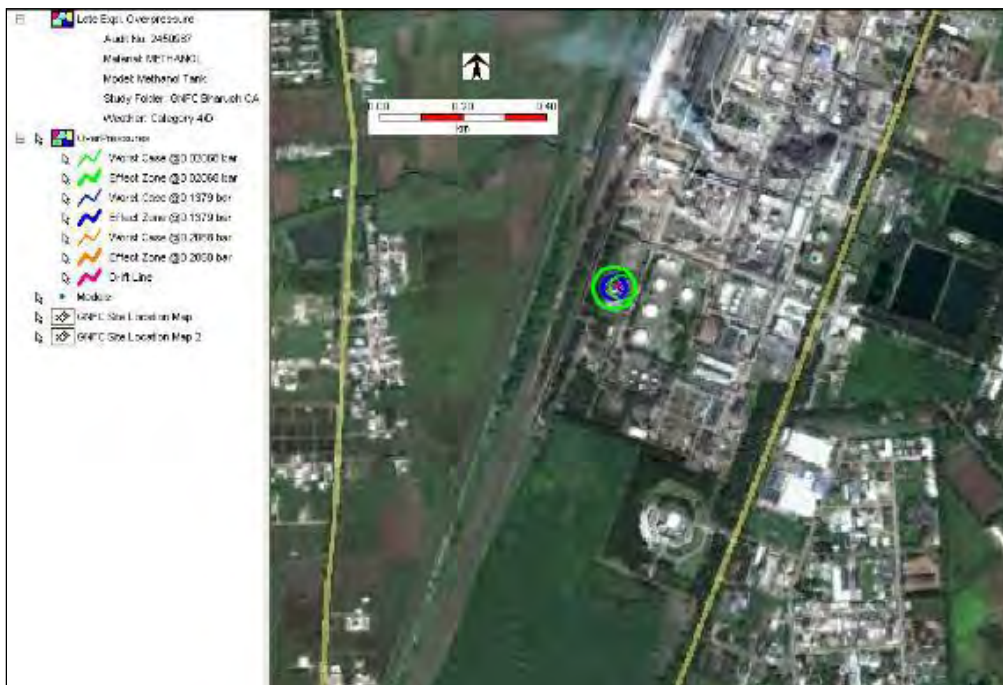 Late Expl. Overpressure
Audit No: 2450987
Material: METHANOL
Model: Methanol Tank
Study Folder: GNFC Bharuch CA
Weather: Category 4/D
OverPressures
Worst Case @0.02068 bar
Effect Zone @0.02068 bar
Worst Case @0.1379 bar
Effect Zone @0.1379 bar
Worst Case @0.2068 bar
Effect Zone @0.2068 bar
Drift Line
Models
GNFC Site Location Map
GNFC Site Location Map 2
0.00 0.20 0.40
km